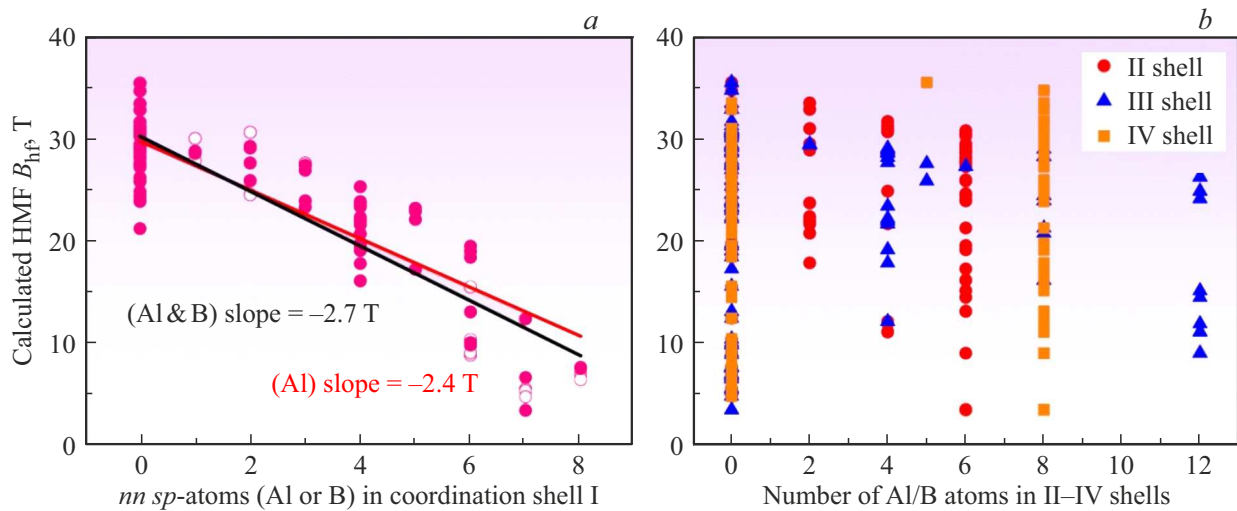 a
b
40
30
20
10
0
Calculated HMF B_hf, T
(Al & B) slope = –2.7 T
(Al) slope = –2.4 T
0 2 4 6 8
nn sp-atoms (Al or B) in coordination shell I
40
30
20
10
0
II shell
III shell
IV shell
0 2 4 6 8 10 12
Number of Al/B atoms in II–IV shells